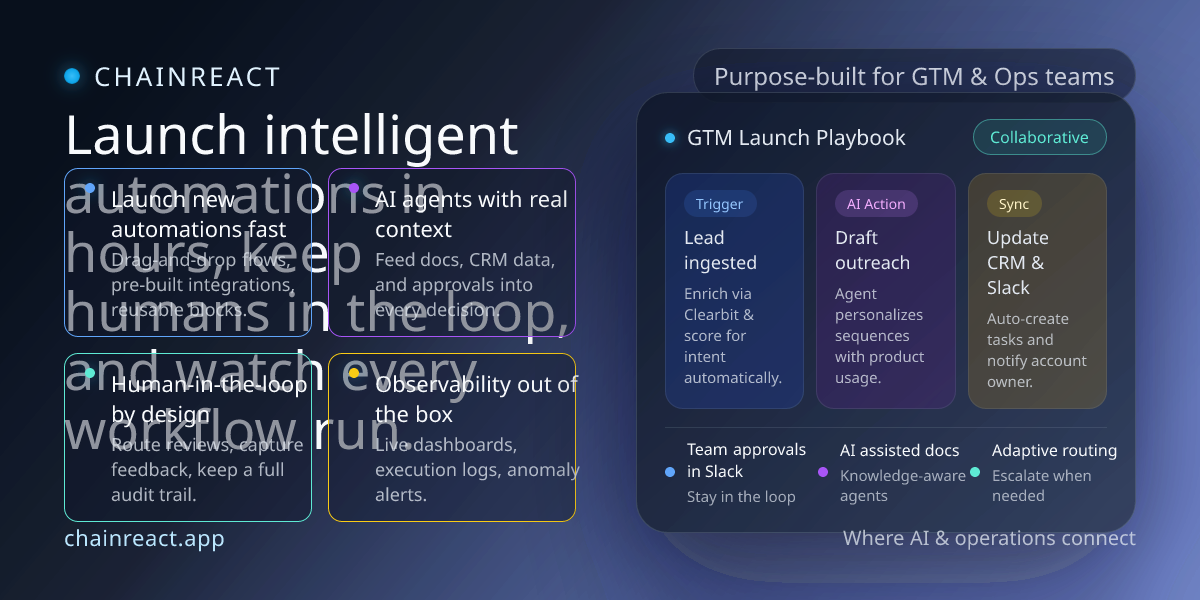 CHAINREACT
Purpose-built for GTM & Ops teams
Launch intelligent
automations in
hours, keep
humans in the loop,
and watch every
workflow run.
Launch new
automations fast
Drag-and-drop flows,
pre-built integrations,
reusable blocks.
AI agents with real
context
Feed docs, CRM data,
and approvals into
every decision.
Human-in-the-loop
by design
Route reviews, capture
feedback, keep a full
audit trail.
Observability out of
the box
Live dashboards,
execution logs, anomaly
alerts.
chainreact.app
GTM Launch Playbook
Collaborative
Trigger
Lead
ingested
Enrich via
Clearbit &
score for
intent
automatically.
AI Action
Draft
outreach
Agent
personalizes
sequences
with product
usage.
Sync
Update
CRM &
Slack
Auto-create
tasks and
notify account
owner.
Team approvals
in Slack
Stay in the loop
AI assisted docs
Knowledge-aware
agents
Adaptive routing
Escalate when
needed
Where AI & operations connect